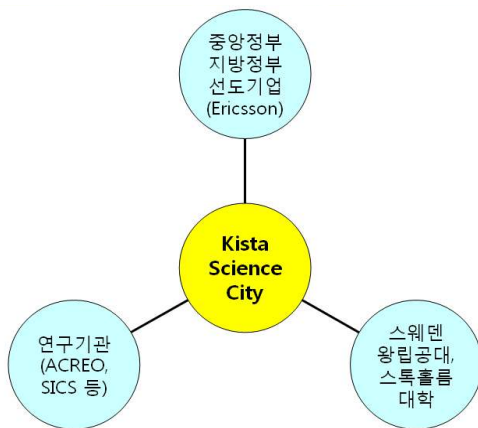 중앙정부
지방정부
선도기업
(Ericsson)
Kista
Science
City
연구기관
(ACREO,
SICS 등)
스웨덴
왕립공대,
스톡홀름
대학